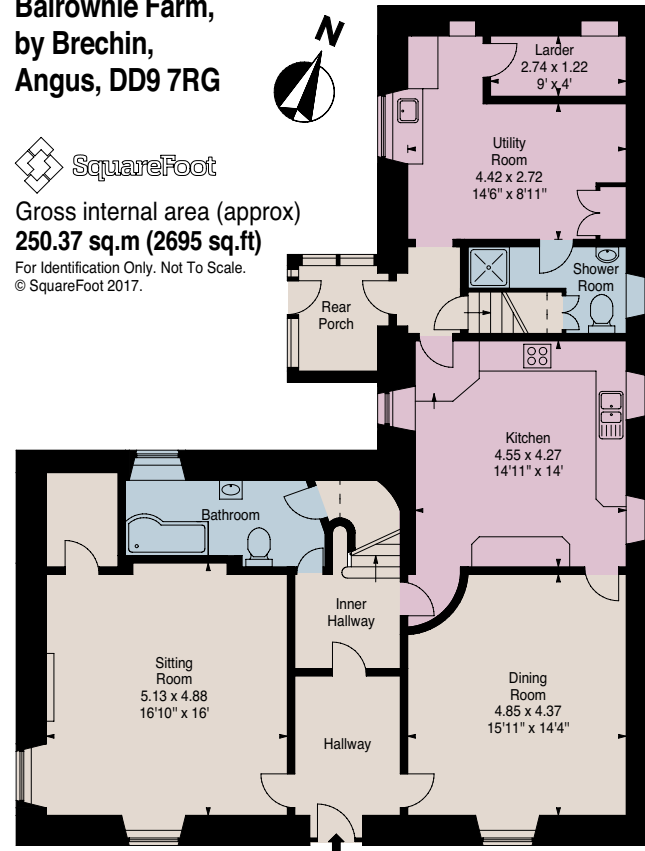 Balrownie Farm,
by Brechin,
Angus, DD9 7RG
N
SquareFoot
Gross internal area (approx)
250.37 sq.m (2695 sq.ft)
For Identification Only. Not To Scale.
© SquareFoot 2017.
Larder
2.74 x 1.22
9' x 4'
Utility
Room
4.42 x 2.72
14'6" x 8'11"
Shower
Room
Rear
Porch
Kitchen
4.55 x 4.27
14'11" x 14'
Bathroom
Inner
Hallway
Sitting
Room
5.13 x 4.88
16'10" x 16'
Dining
Room
4.85 x 4.37
15'11" x 14'4"
Hallway